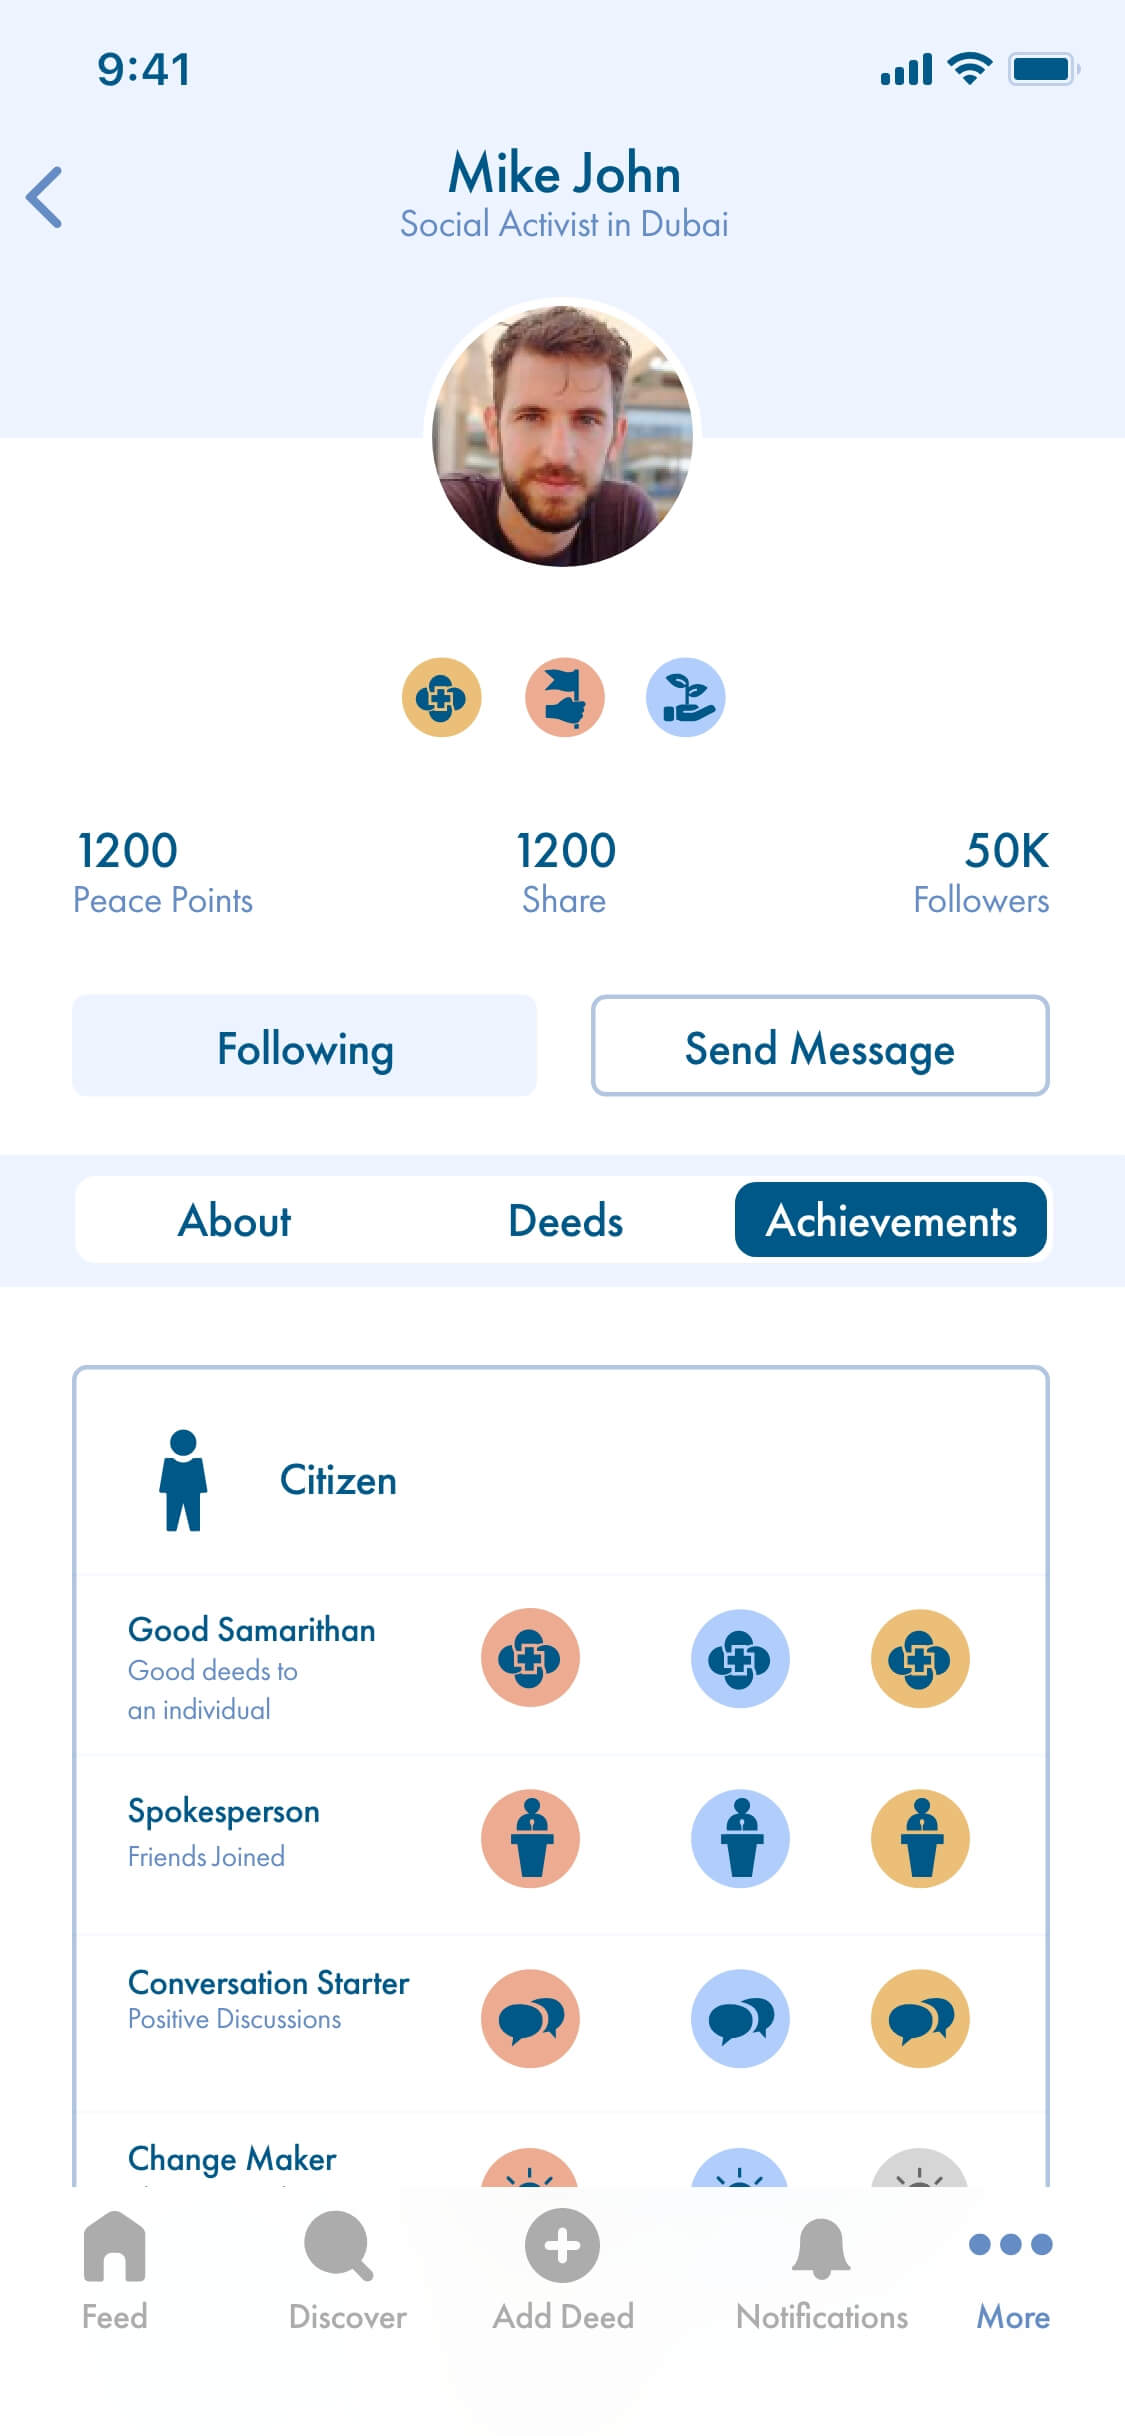 9:41
Mike John
Social Activist in Dubai
1200
Peace Points
1200
Share
50K
Followers
Following
Send Message
About
Deeds
Achievements
Citizen
Good Samarithan
Good deeds to
an individual
Spokesperson
Friends Joined
Conversation Starter
Positive Discussions
Change Maker
Feed
Discover
Add Deed
Notifications
More